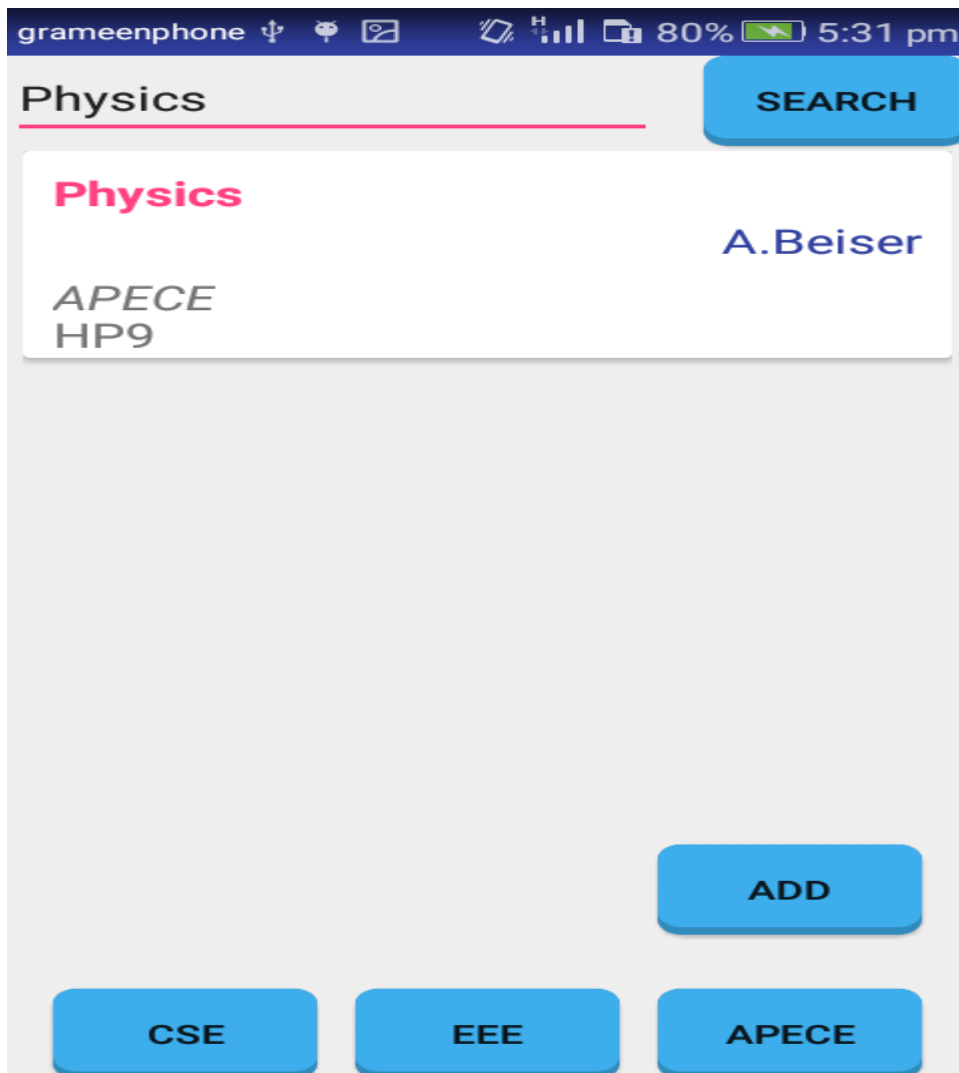 grameenphone H 80% 5:31 pm
Physics SEARCH
Physics
A.Beiser
APECE
HP9
ADD
CSE EEE APECE